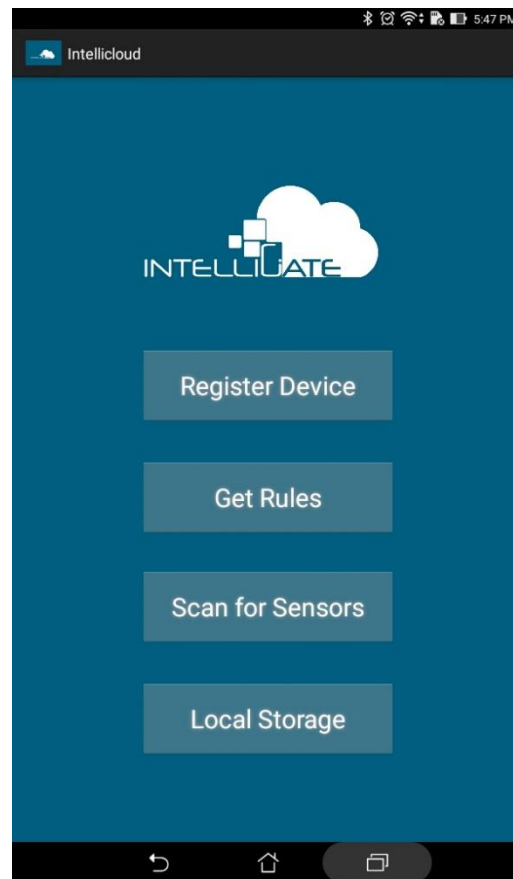 5:47 PM
Intellicloud
INTELLIGATE
Register Device
Get Rules
Scan for Sensors
Local Storage